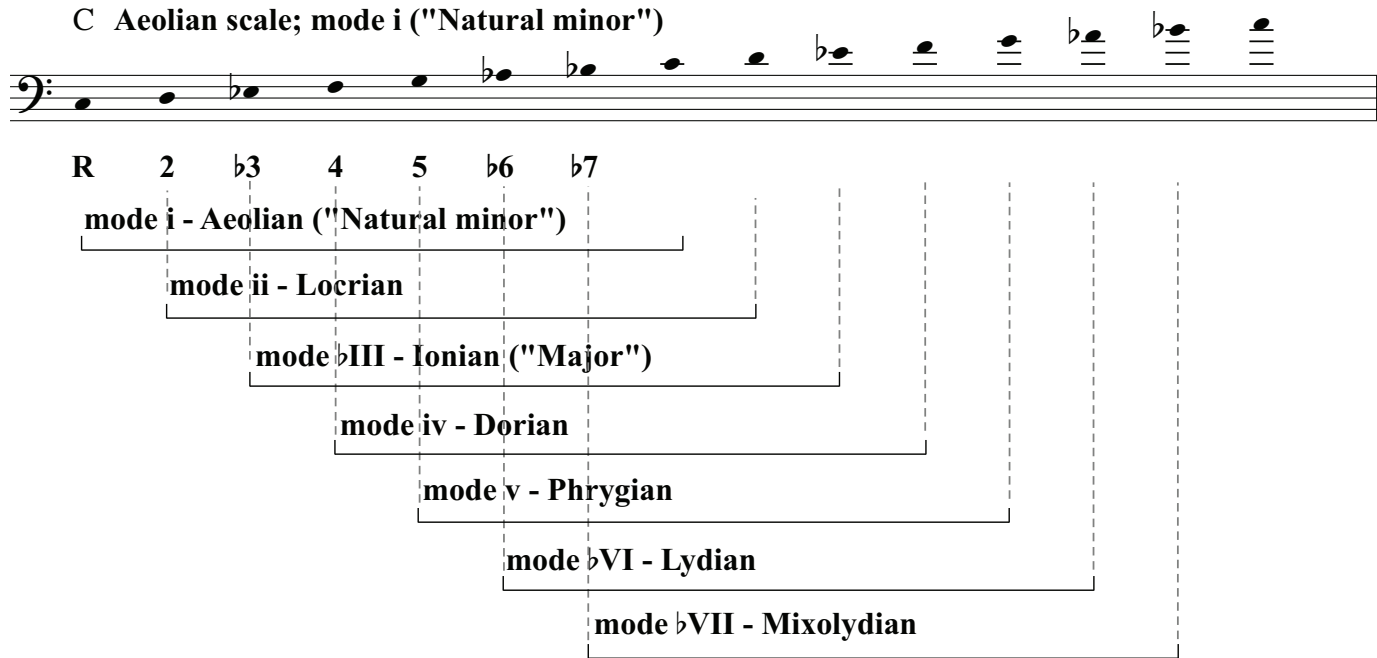 C Aeolian scale; mode i ("Natural minor")
R 2 ♭3 4 5 ♭6 ♭7
mode i - Aeolian ("Natural minor")
mode ii - Locrian
mode ♭III - Ionian ("Major")
mode iv - Dorian
mode v - Phrygian
mode ♭VI - Lydian
mode ♭VII - Mixolydian